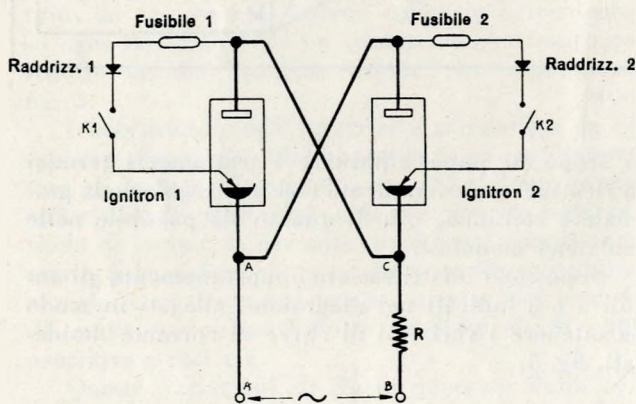 Fusibile 1
Fusibile 2
Raddrizz. 1
Raddrizz. 2
K1
K2
Ignitron 1
Ignitron 2
A
C
R
A
B